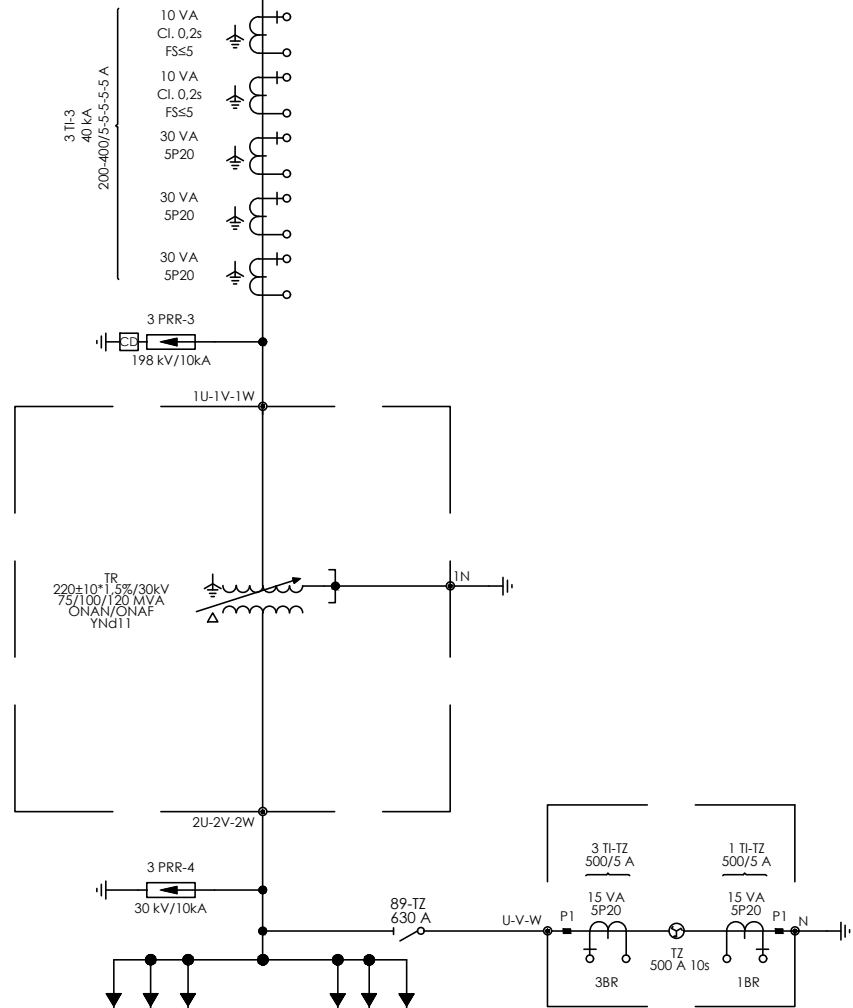 3 TI-3
40 kA
200-400/5-5-5-5-5 A
10 VA
Cl. 0,2s
FS≤5
10 VA
Cl. 0,2s
FS≤5
30 VA
5P20
30 VA
5P20
30 VA
5P20
3 PRR-3
CD
198 kV/10kA
1U-1V-1W
TR
220±10*1,5%/30kV
75/100/120 MVA
ONAN/ONAF
YNd11
1N
2U-2V-2W
3 PRR-4
30 kV/10kA
89-TZ
630 A
U-V-W
3 TI-TZ
500/5 A
15 VA
5P20
P1
3BR
TZ
500 A 10s
1 TI-TZ
500/5 A
15 VA
5P20
P1
N
1BR